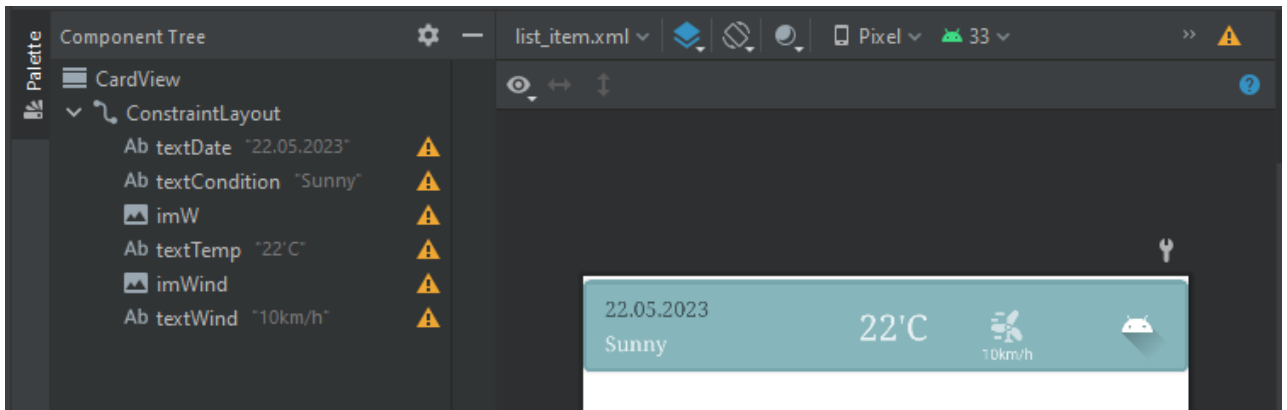 Palette
Component Tree
CardView
ConstraintLayout
Ab textDate "22.05.2023"
Ab textCondition "Sunny"
imW
Ab textTemp "22'C"
imWind
Ab textWind "10km/h"
list_item.xml
Pixel
33
>>
?
22.05.2023
Sunny
22'C
10km/h